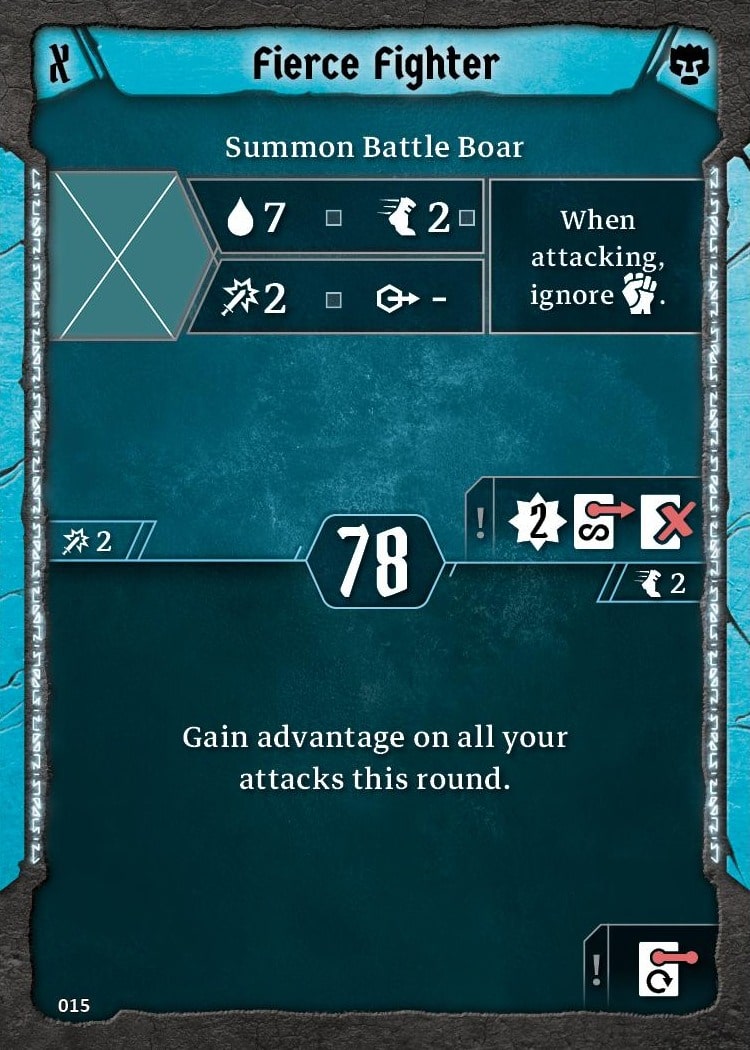 Fierce Fighter
Summon Battle Boar
7
2
2
–
When
attacking,
ignore .
2
2
78
2
Gain advantage on all your
attacks this round.
015